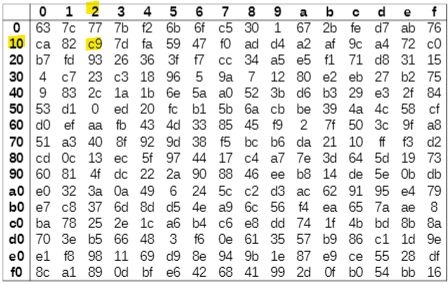 0 1 2 3 4 5 6 7 8 9 a b c d e f
0 63 7c 77 7b f2 6b 6f c5 30 1 67 2b fe d7 ab 76
10 ca 82 c9 7d fa 59 47 f0 ad d4 a2 af 9c a4 72 c0
20 b7 fd 93 26 36 3f f7 cc 34 a5 e5 f1 71 d8 31 15
30 4 c7 23 c3 18 96 5 9a 7 12 80 e2 eb 27 b2 75
40 9 83 2c 1a 1b 6e 5a a0 52 3b d6 b3 29 e3 2f 84
50 53 d1 0 ed 20 fc b1 5b 6a cb be 39 4a 4c 58 cf
60 d0 ef aa fb 43 4d 33 85 45 f9 2 7f 50 3c 9f a8
70 51 a3 40 8f 92 9d 38 f5 bc b6 da 21 10 ff f3 d2
80 cd 0c 13 ec 5f 97 44 17 c4 a7 7e 3d 64 5d 19 73
90 60 81 4f dc 22 2a 90 88 46 ee b8 14 de 5e 0b db
a0 e0 32 3a 0a 49 6 24 5c c2 d3 ac 62 91 95 e4 79
b0 e7 c8 37 6d 8d d5 4e a9 6c 56 f4 ea 65 7a ae 8
c0 ba 78 25 2e 1c a6 b4 c6 e8 dd 74 1f 4b bd 8b 8a
d0 70 3e b5 66 48 3 f6 0e 61 35 57 b9 86 c1 1d 9e
e0 e1 f8 98 11 69 d9 8e 94 9b 1e 87 e9 ce 55 28 df
f0 8c a1 89 0d bf e6 42 68 41 99 2d 0f b0 54 bb 16